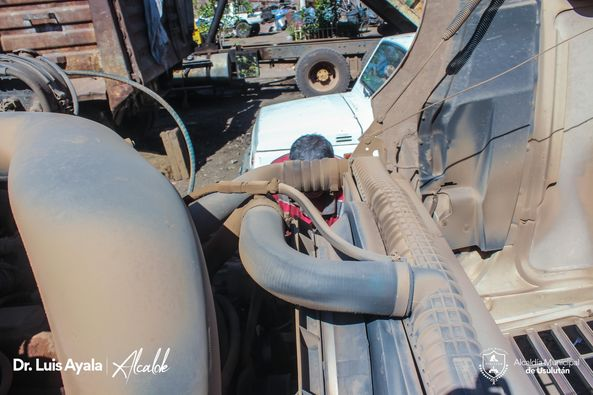 Dr. Luis Ayala | Alcalde
Alcaldía Municipal
de Usulután